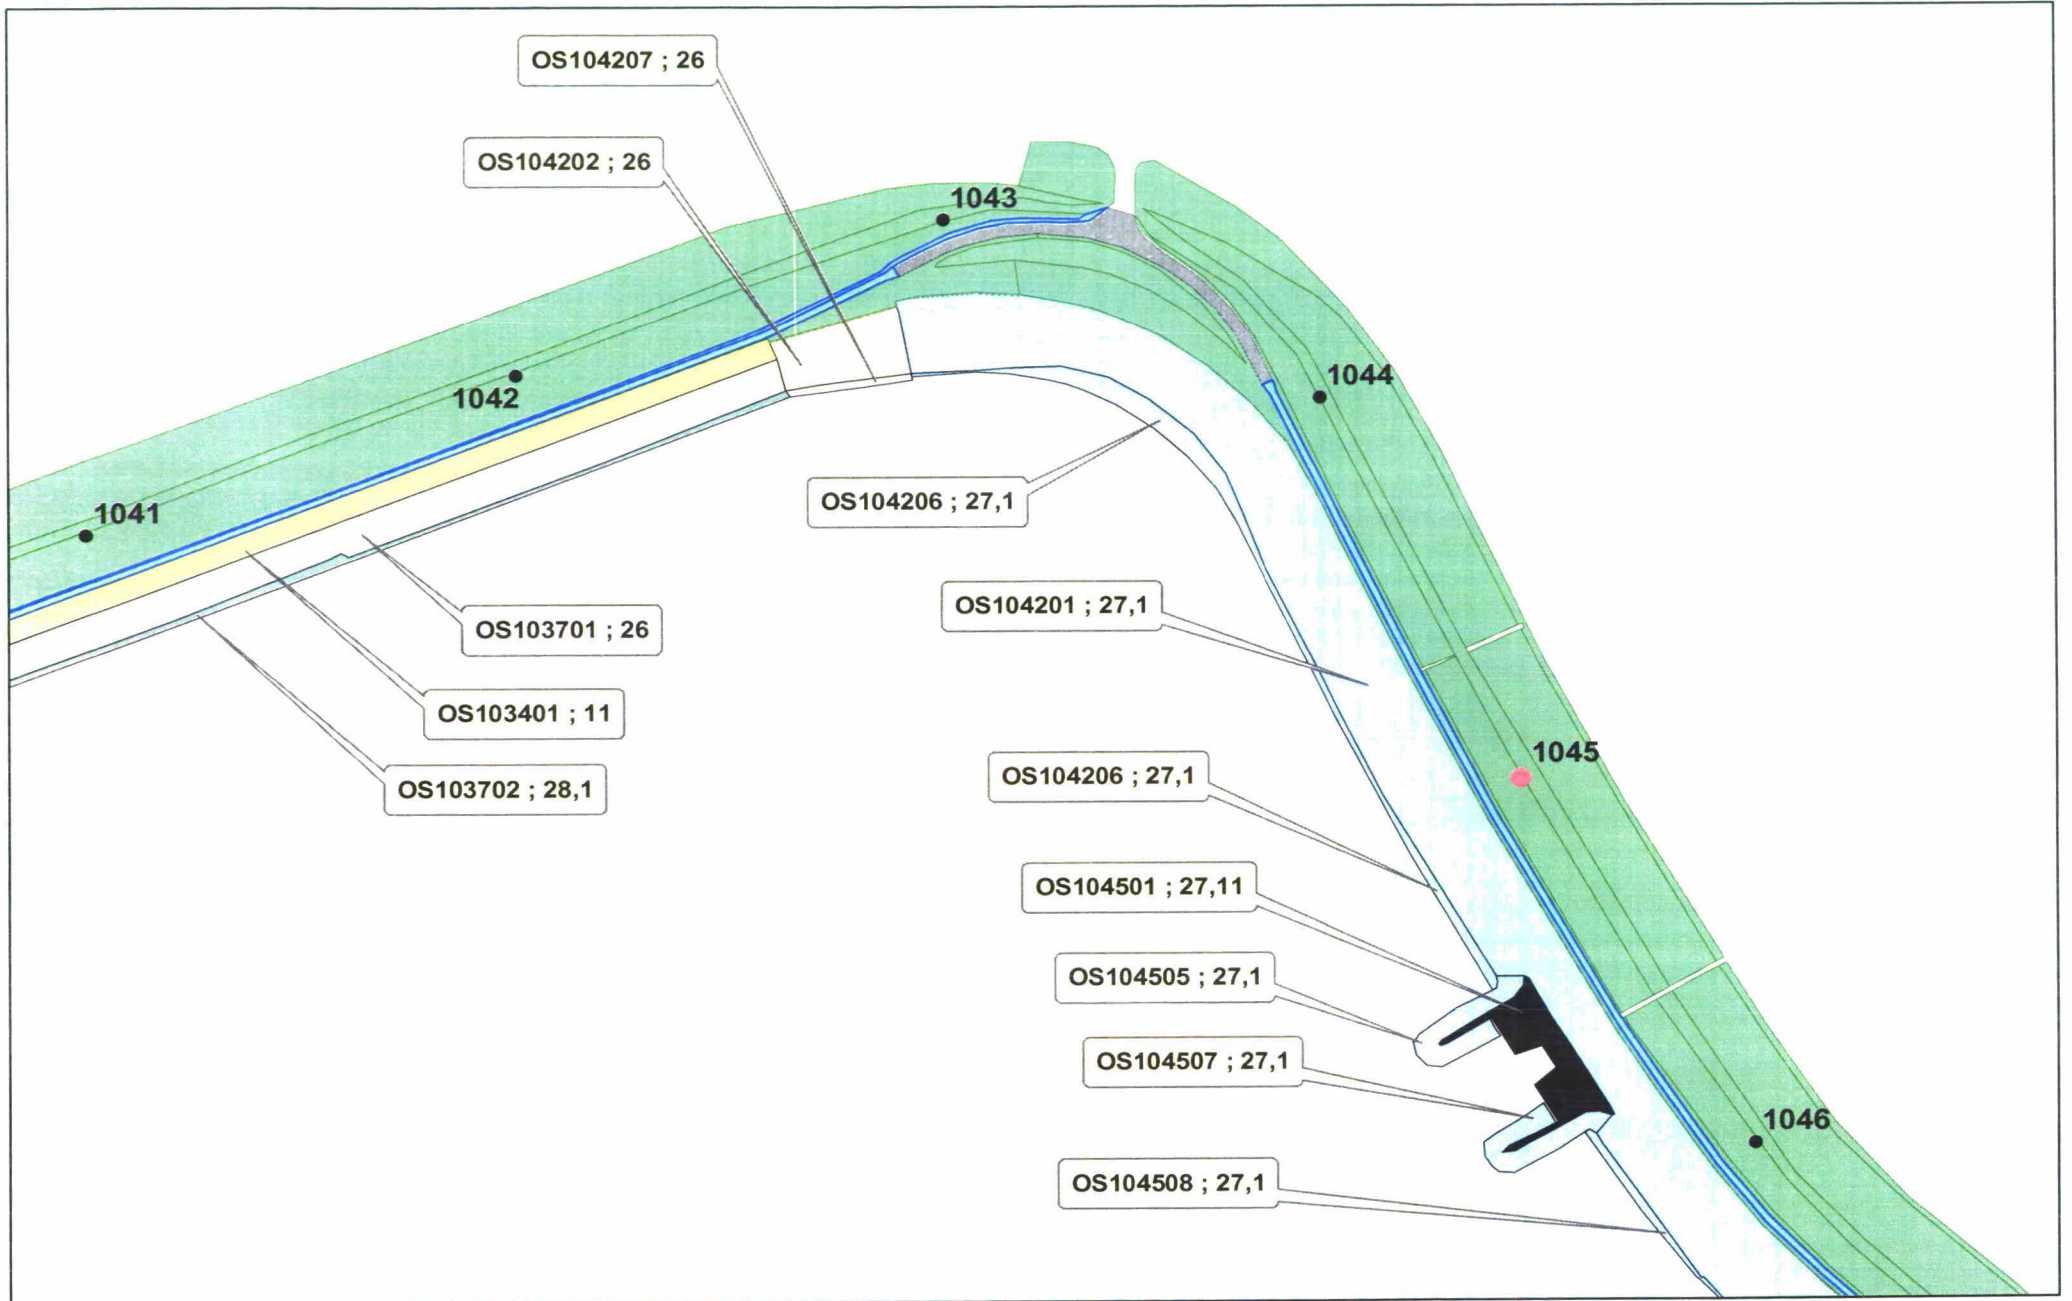 OS104207 ; 26
OS104202 ; 26
1043
1044
1042
OS104206 ; 27,1
1041
OS104201 ; 27,1
OS103701 ; 26
OS103401 ; 11
1045
OS104206 ; 27,1
OS103702 ; 28,1
OS104501 ; 27,11
OS104505 ; 27,1
OS104507 ; 27,1
1046
OS104508 ; 27,1